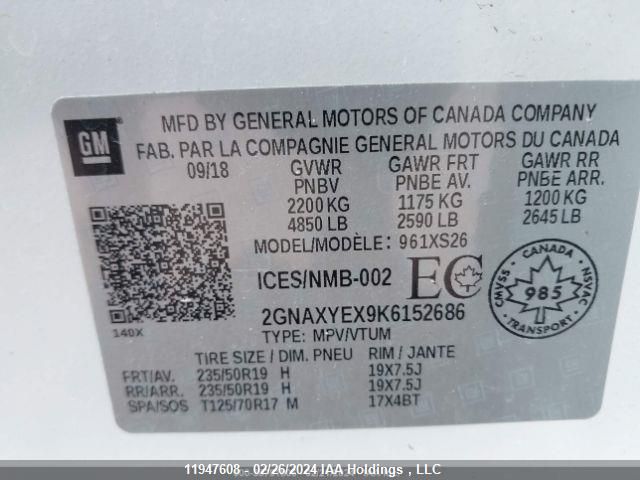 GM
MFD BY GENERAL MOTORS OF CANADA COMPANY
FAB. PAR LA COMPAGNIE GENERAL MOTORS DU CANADA
09/18 GVWR GAWR FRT GAWR RR
PNBV PNBE AV. PNBE ARR.
2200 KG 1175 KG 1200 KG
4850 LB 2590 LB 2645 LB
MODEL/MODÈLE: 961XS26
ICES/NMB-002 EC
CANADA
CMVSS NSVAC
985
TRANSPORT
2GNAXYEX9K6152686
140X TYPE: MPV/VTUM
TIRE SIZE / DIM. PNEU RIM / JANTE
FRT/AV. 235/50R19 H 19X7.5J
RR/ARR. 235/50R19 H 19X7.5J
SPA/SOS T125/70R17 M 17X4BT
11947608 - 02/26/2024 IAA Holdings , LLC